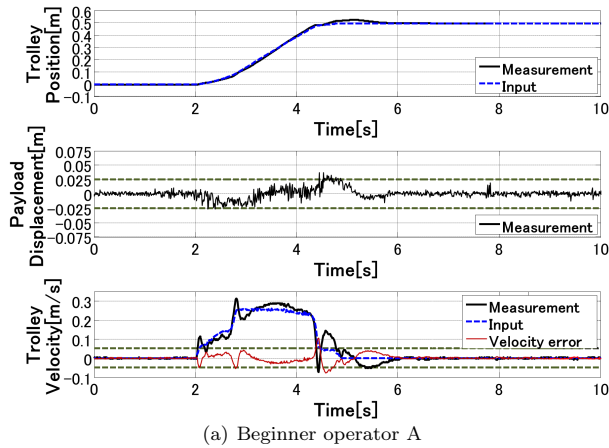 0.6
0.5
0.4
0.3
0.2
0.1
0
-0.1
Trolley
Position[m]
Measurement
Input
0 2 4 6 8 10
Time[s]
0.075
0.05
0.025
0
-0.025
-0.05
-0.075
Payload
Displacement[m]
Measurement
0 2 4 6 8 10
Time[s]
0.3
0.2
0.1
0
-0.1
Trolley
Velocity[m/s]
Measurement
Input
Velocity error
0 2 4 6 8 10
Time[s]
(a) Beginner operator A